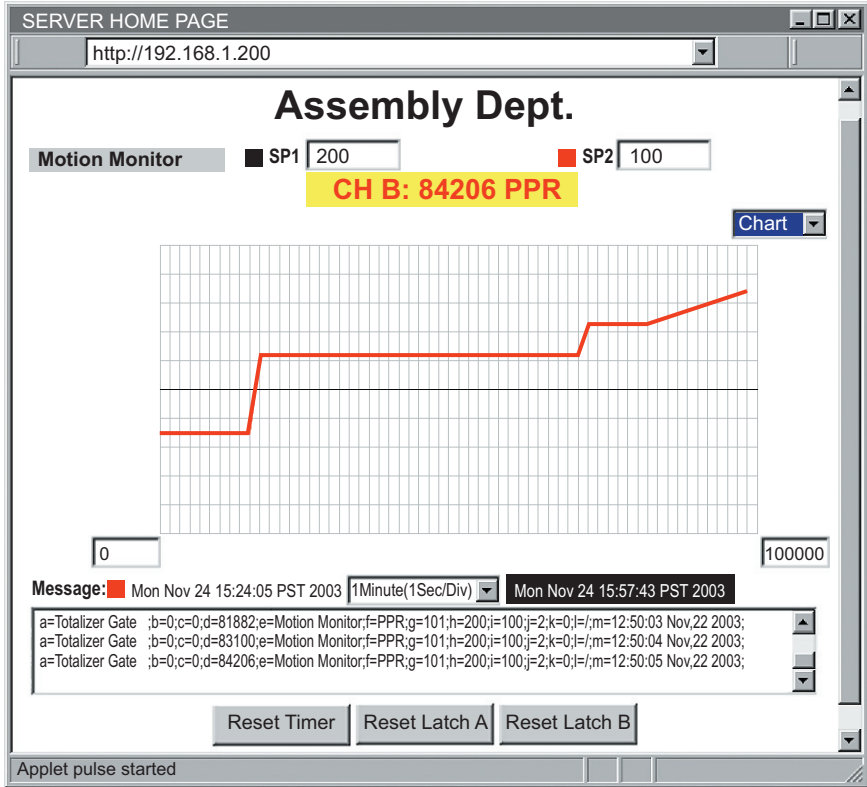 SERVER HOME PAGE
http://192.168.1.200
Assembly Dept.
Motion Monitor SP1 200 SP2 100
CH B: 84206 PPR
Chart
0 100000
Message: Mon Nov 24 15:24:05 PST 2003 1Minute(1Sec/Div) Mon Nov 24 15:57:43 PST 2003
a=Totalizer Gate ;b=0;c=0;d=81882;e=Motion Monitor;f=PPR;g=101;h=200;i=100;j=2;k=0;l=/;m=12:50:03 Nov,22 2003;
a=Totalizer Gate ;b=0;c=0;d=83100;e=Motion Monitor;f=PPR;g=101;h=200;i=100;j=2;k=0;l=/;m=12:50:04 Nov,22 2003;
a=Totalizer Gate ;b=0;c=0;d=84206;e=Motion Monitor;f=PPR;g=101;h=200;i=100;j=2;k=0;l=/;m=12:50:05 Nov,22 2003;
Reset Timer Reset Latch A Reset Latch B
Applet pulse started